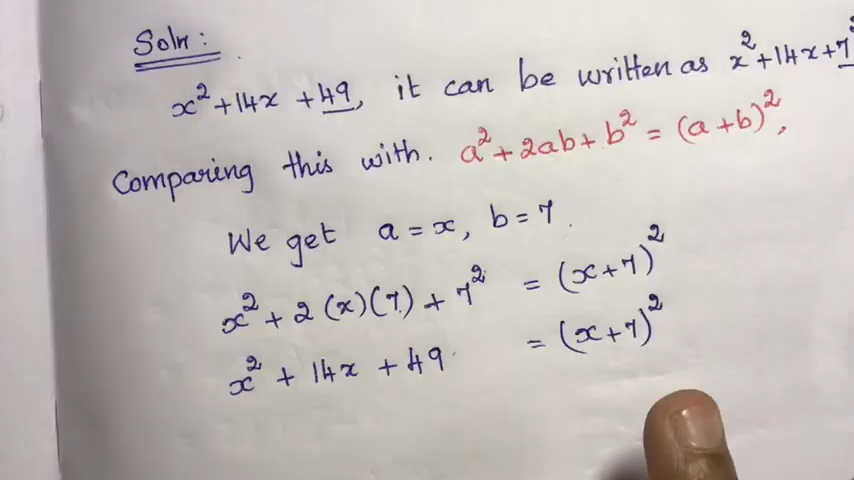 Soln:
x²+14x +49, it can be written as x²+14x+7²
Comparing this with. a²+2ab+b² = (a+b)²,
We get a=x, b=7.
x²+2(x)(7)+7² = (x+7)²
x²+14x+49. = (x+7)²